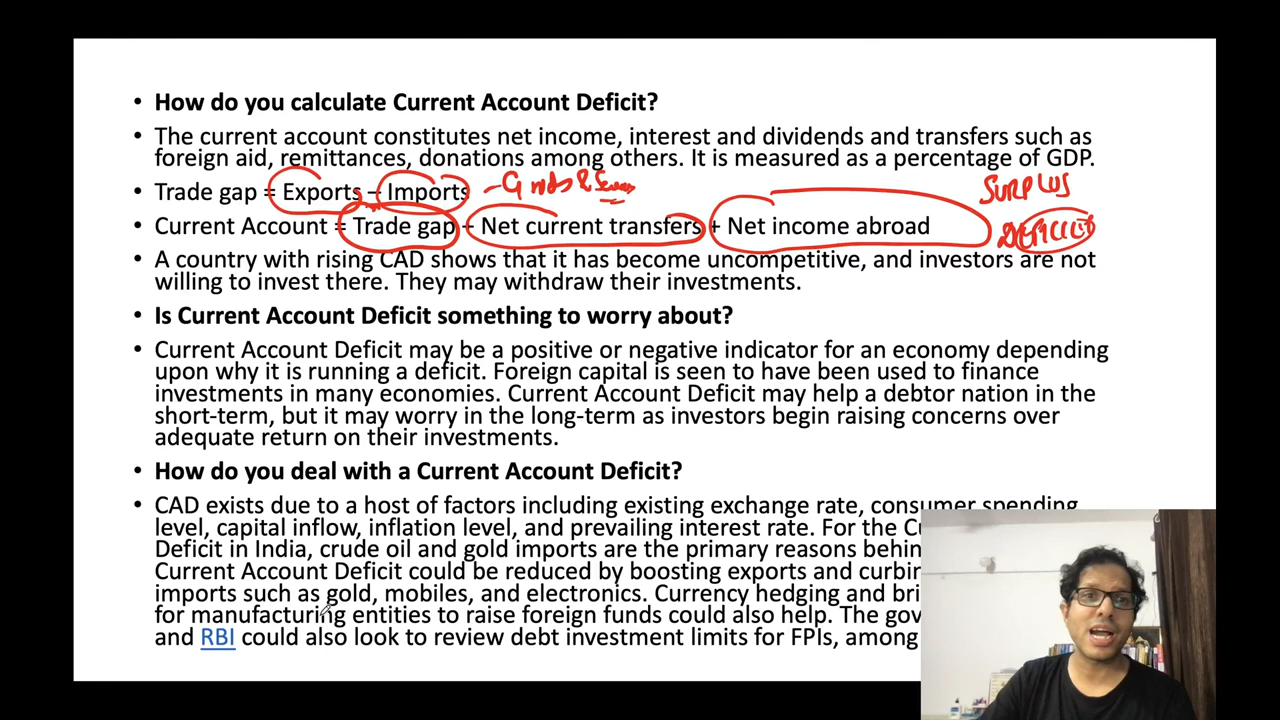 • How do you calculate Current Account Deficit?
• The current account constitutes net income, interest and dividends and transfers such as
foreign aid, remittances, donations among others. It is measured as a percentage of GDP.
• Trade gap = Exports – Imports – Goods & SURPLUS
• Current Account = Trade gap + Net current transfers + Net income abroad DEFICIT
• A country with rising CAD shows that it has become uncompetitive, and investors are not
willing to invest there. They may withdraw their investments.
• Is Current Account Deficit something to worry about?
• Current Account Deficit may be a positive or negative indicator for an economy depending
upon why it is running a deficit. Foreign capital is seen to have been used to finance
investments in many economies. Current Account Deficit may help a debtor nation in the
short-term, but it may worry in the long-term as investors begin raising concerns over
adequate return on their investments.
• How do you deal with a Current Account Deficit?
• CAD exists due to a host of factors including existing exchange rate, consumer spending
level, capital inflow, inflation level, and prevailing interest rate. For the
Deficit in India, crude oil and gold imports are the primary reasons
Current Account Deficit could be reduced by boosting exports and
imports such as gold, mobiles, and electronics. Currency hedging and
for manufacturing entities to raise foreign funds could also help. The
and RBI could also look to review debt investment limits for FPIs, among